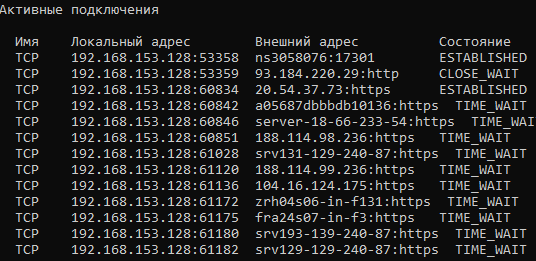 Активные подключения
Имя Локальный адрес Внешний адрес Состояние
TCP 192.168.153.128:53358 ns3058076:17301 ESTABLISHED
TCP 192.168.153.128:53359 93.184.220.29:http CLOSE_WAIT
TCP 192.168.153.128:60834 20.54.37.73:https ESTABLISHED
TCP 192.168.153.128:60842 a05687dbbbdb10136:https TIME_WAIT
TCP 192.168.153.128:60846 server-18-66-233-54:https TIME_WAIT
TCP 192.168.153.128:60851 188.114.98.236:https TIME_WAIT
TCP 192.168.153.128:61028 srv131-129-240-87:https TIME_WAIT
TCP 192.168.153.128:61120 188.114.99.236:https TIME_WAIT
TCP 192.168.153.128:61136 104.16.124.175:https TIME_WAIT
TCP 192.168.153.128:61172 zrh04s06-in-f131:https TIME_WAIT
TCP 192.168.153.128:61175 fra24s07-in-f3:https TIME_WAIT
TCP 192.168.153.128:61180 srv193-139-240-87:https TIME_WAIT
TCP 192.168.153.128:61182 srv129-129-240-87:https TIME_WAIT